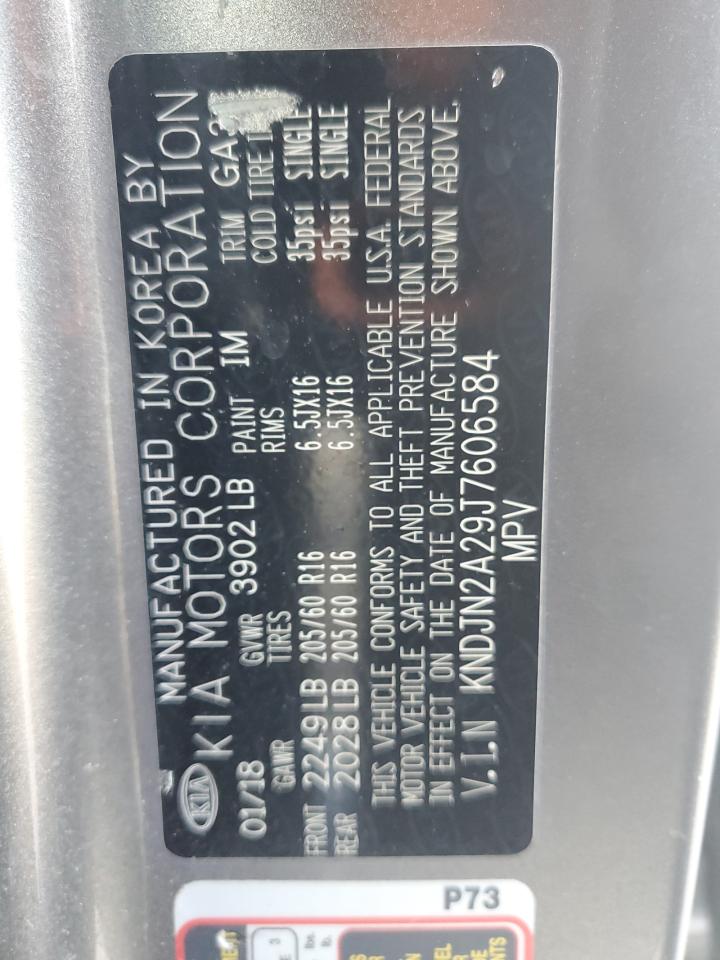 MANUFACTURED IN KOREA BY
KIA KIA MOTORS CORPORATION
01/18 GVWR 3902 LB PAINT IM TRIM GA
GAWR TIRES RIMS COLD TIRE
FRONT 2249LB 205/60 R16 6.5JX16 35psi SINGLE
REAR 2028LB 205/60 R16 6.5JX16 35psi SINGLE
THIS VEHICLE CONFORMS TO ALL APPLICABLE U.S.A. FEDERAL
MOTOR VEHICLE SAFETY AND THEFT PREVENTION STANDARDS
IN EFFECT ON THE DATE OF MANUFACTURE SHOWN ABOVE.
V.I.N KNDJN2A29J7606584
MPV
P73